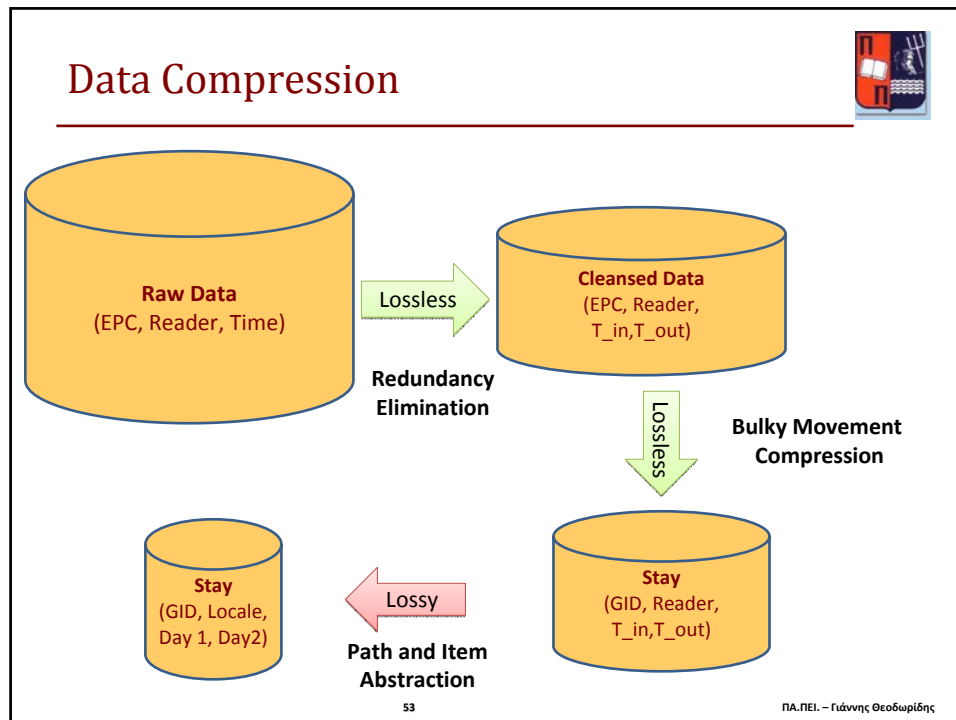 Data Compression
Π
Π
Raw Data
(EPC, Reader, Time)
Lossless
Redundancy
Elimination
Cleansed Data
(EPC, Reader,
T_in,T_out)
Lossless
Bulky Movement
Compression
Stay
(GID, Reader,
T_in,T_out)
Lossy
Path and Item
Abstraction
Stay
(GID, Locale,
Day 1, Day2)
53
ΠΑ.ΠΕΙ. – Γιάννης Θεοδωρίδης